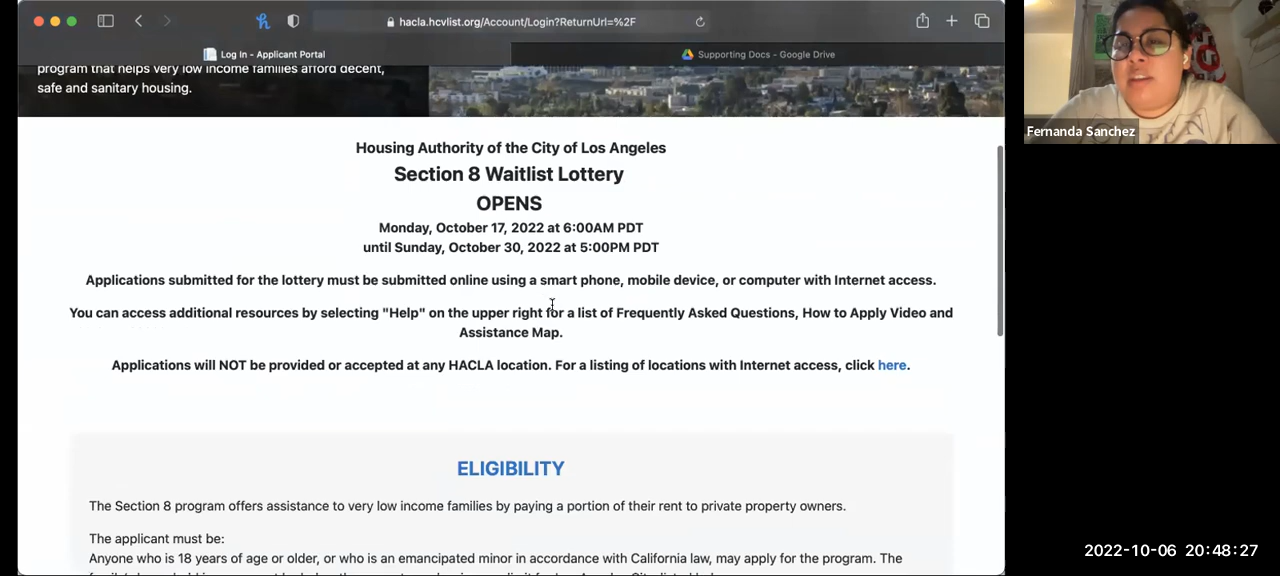 hacla.hcvlist.org/Account/Login?ReturnUrl=%2F
Log In - Applicant Portal
Supporting Docs - Google Drive
program that helps very low income families afford decent,
safe and sanitary housing.
Housing Authority of the City of Los Angeles
Section 8 Waitlist Lottery
OPENS
Monday, October 17, 2022 at 6:00AM PDT
until Sunday, October 30, 2022 at 5:00PM PDT
Applications submitted for the lottery must be submitted online using a smart phone, mobile device, or computer with Internet access.
You can access additional resources by selecting "Help" on the upper right for a list of Frequently Asked Questions, How to Apply Video and
Assistance Map.
Applications will NOT be provided or accepted at any HACLA location. For a listing of locations with Internet access, click here.
ELIGIBILITY
The Section 8 program offers assistance to very low income families by paying a portion of their rent to private property owners.
The applicant must be:
Anyone who is 18 years of age or older, or who is an emancipated minor in accordance with California law, may apply for the program. The
Fernanda Sanchez
2022-10-06 20:48:27